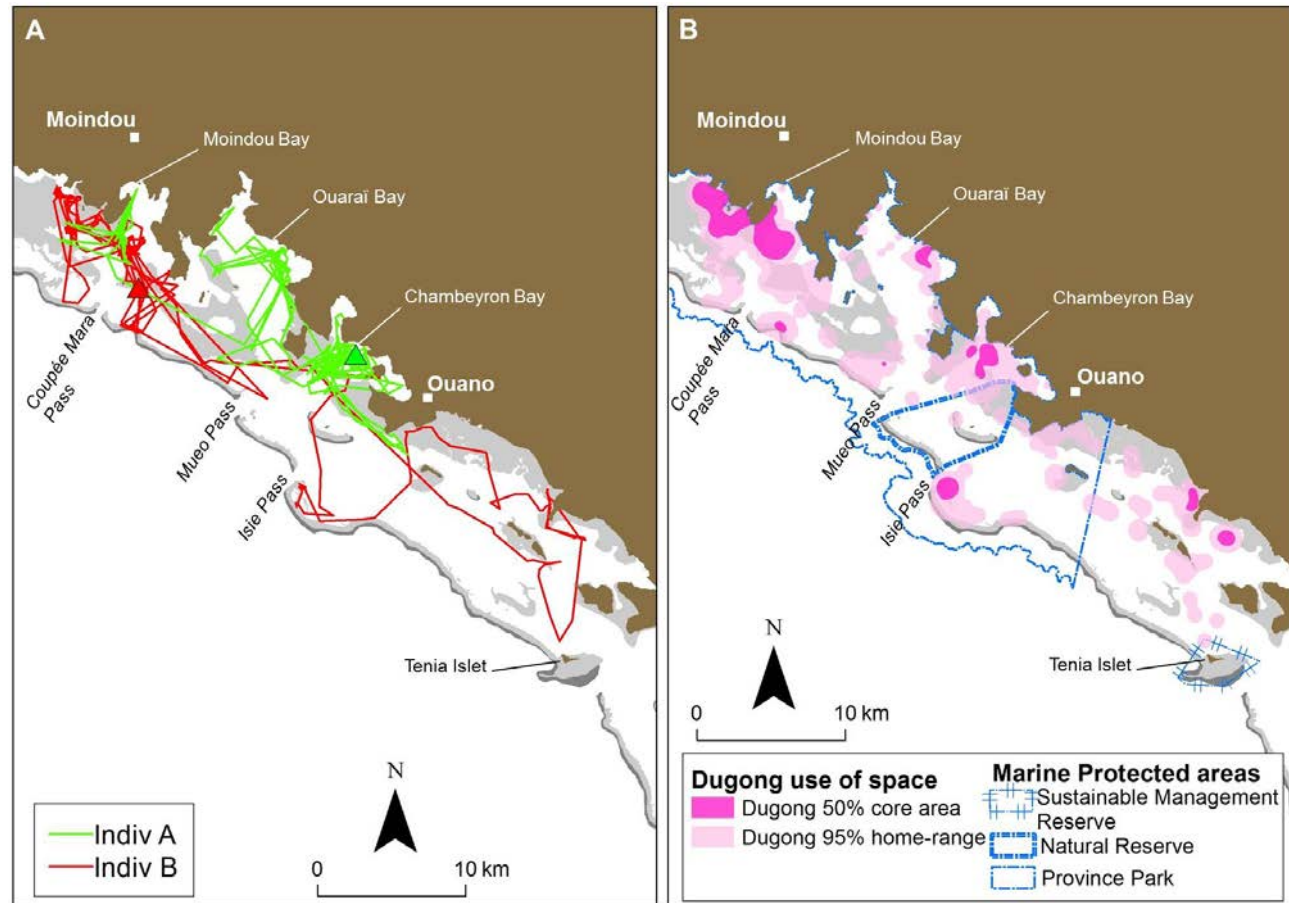 A
Moindou
Moindou Bay
Ouaraï Bay
Chambeyron Bay
Ouano
Coupée Mara
Pass
Mueo Pass
Isie Pass
Tenia Islet
N
0 10 km
Indiv A
Indiv B
B
Moindou
Moindou Bay
Ouaraï Bay
Chambeyron Bay
Ouano
Coupée Mara
Pass
Mueo Pass
Isie Pass
Tenia Islet
N
0 10 km
Dugong use of space
Dugong 50% core area
Dugong 95% home-range
Marine Protected areas
Sustainable Management
Reserve
Natural Reserve
Province Park